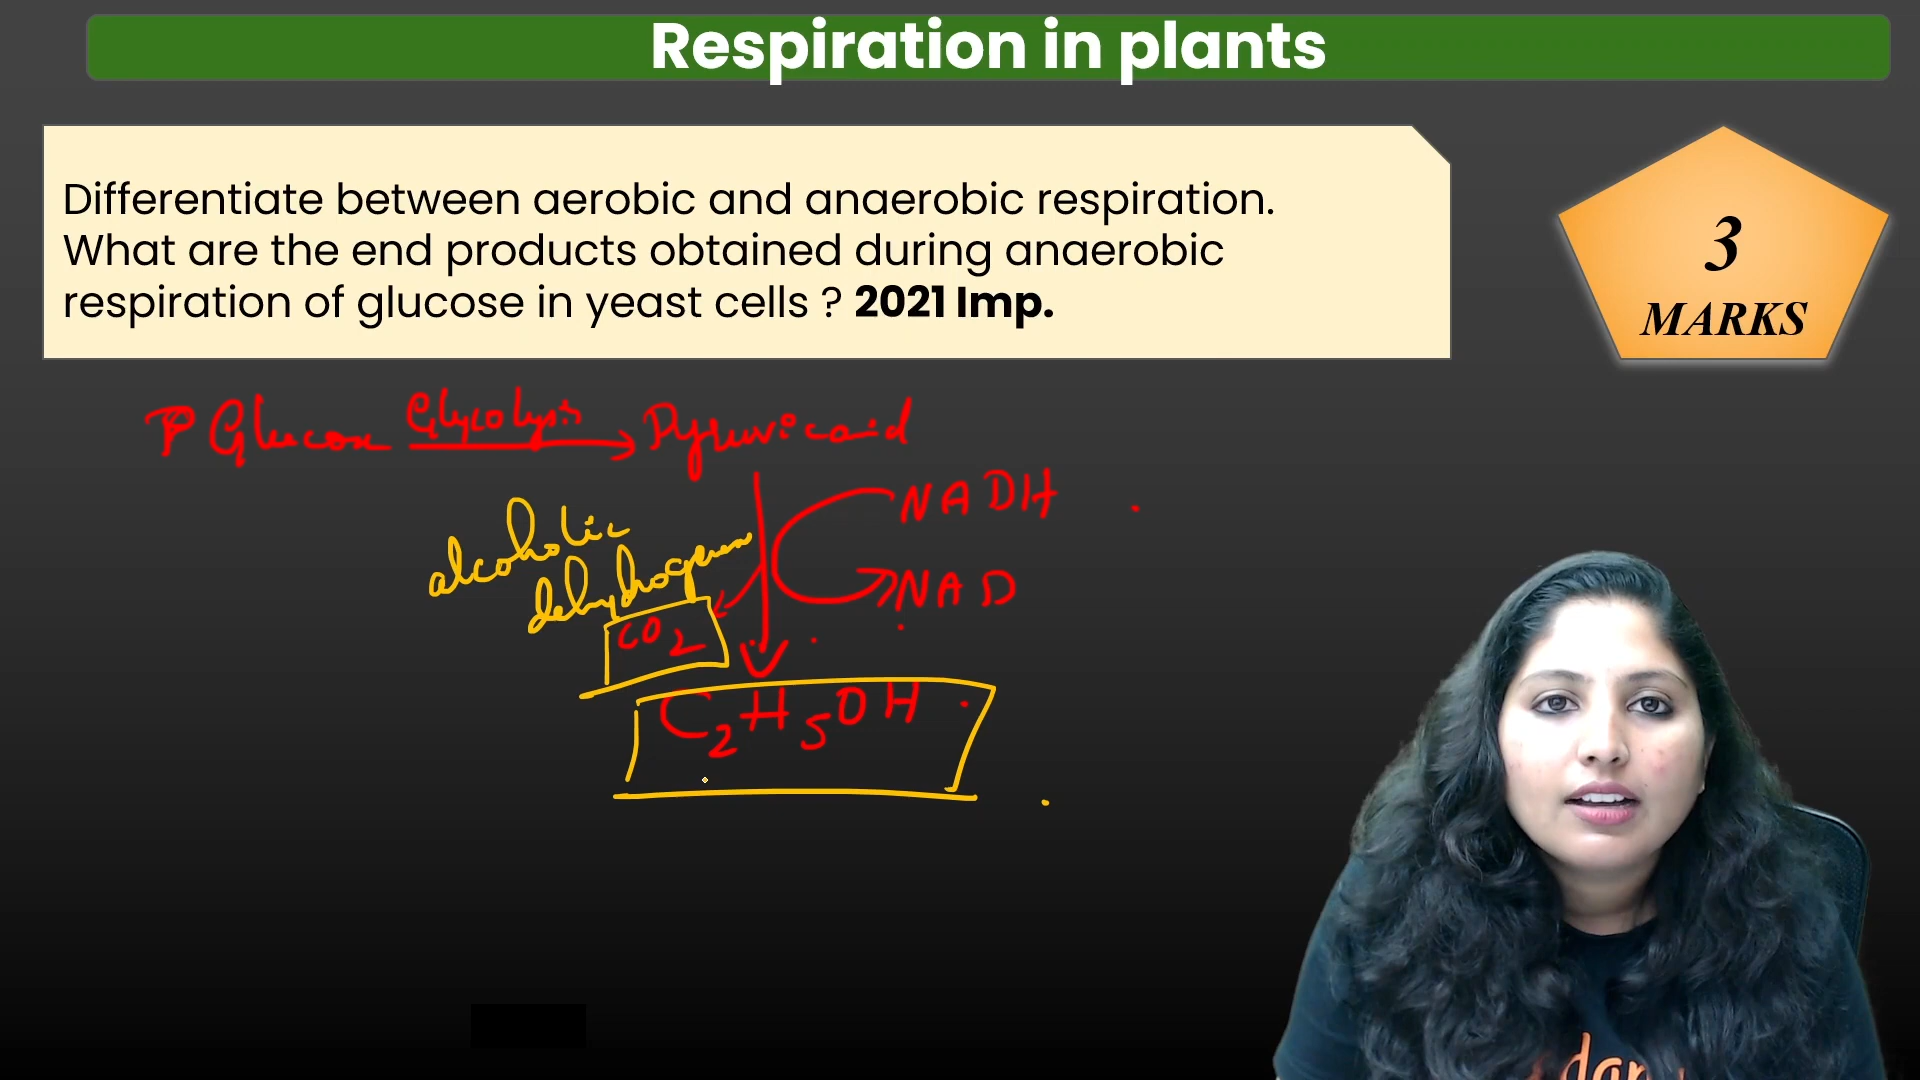 Respiration in plants
Differentiate between aerobic and anaerobic respiration.
What are the end products obtained during anaerobic
respiration of glucose in yeast cells ? 2021 Imp.
3
MARKS
Glucose Glycolysis Pyruvic acid
NADH
alcoholic
dehydrogenase
NAD
CO2
C2H5OH